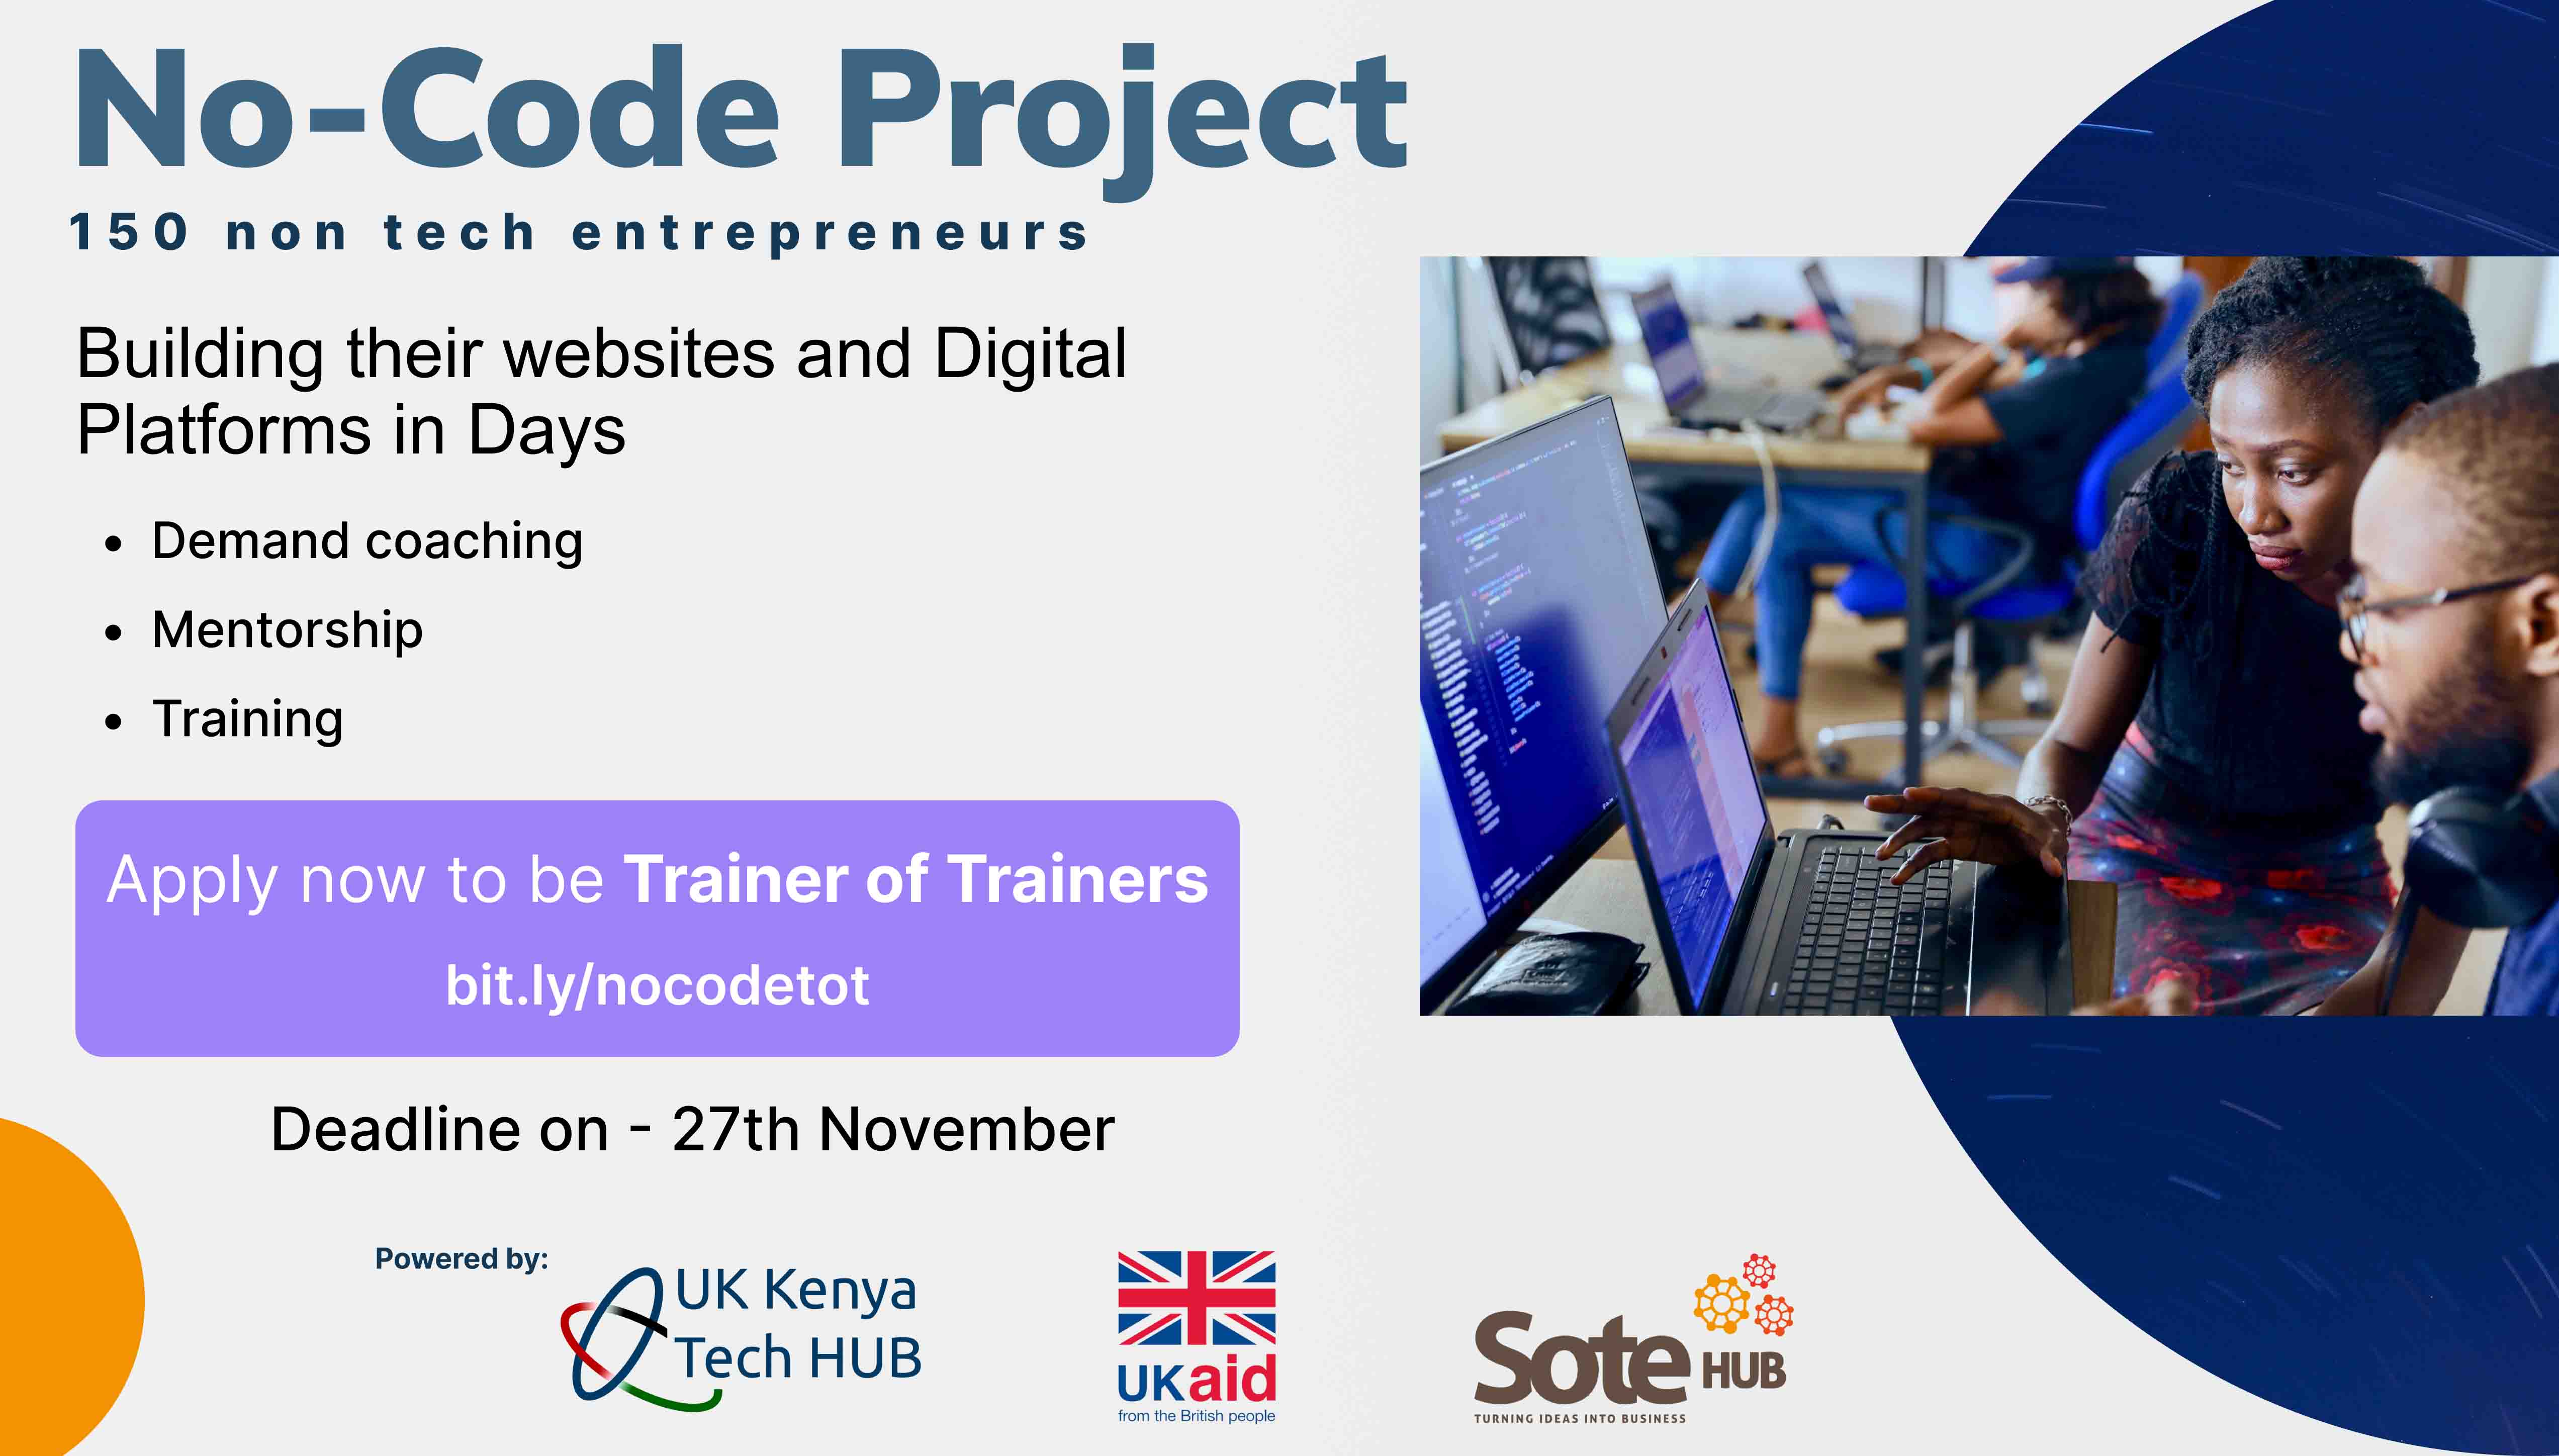 No-Code Project
150 non tech entrepreneurs
Building their websites and Digital
Platforms in Days
• Demand coaching
• Mentorship
• Training
Apply now to be Trainer of Trainers
bit.ly/nocodetot
Deadline on - 27th November
Powered by:
UK Kenya
Tech HUB
UKaid
from the British people
Sote HUB
TURNING IDEAS INTO BUSINESS